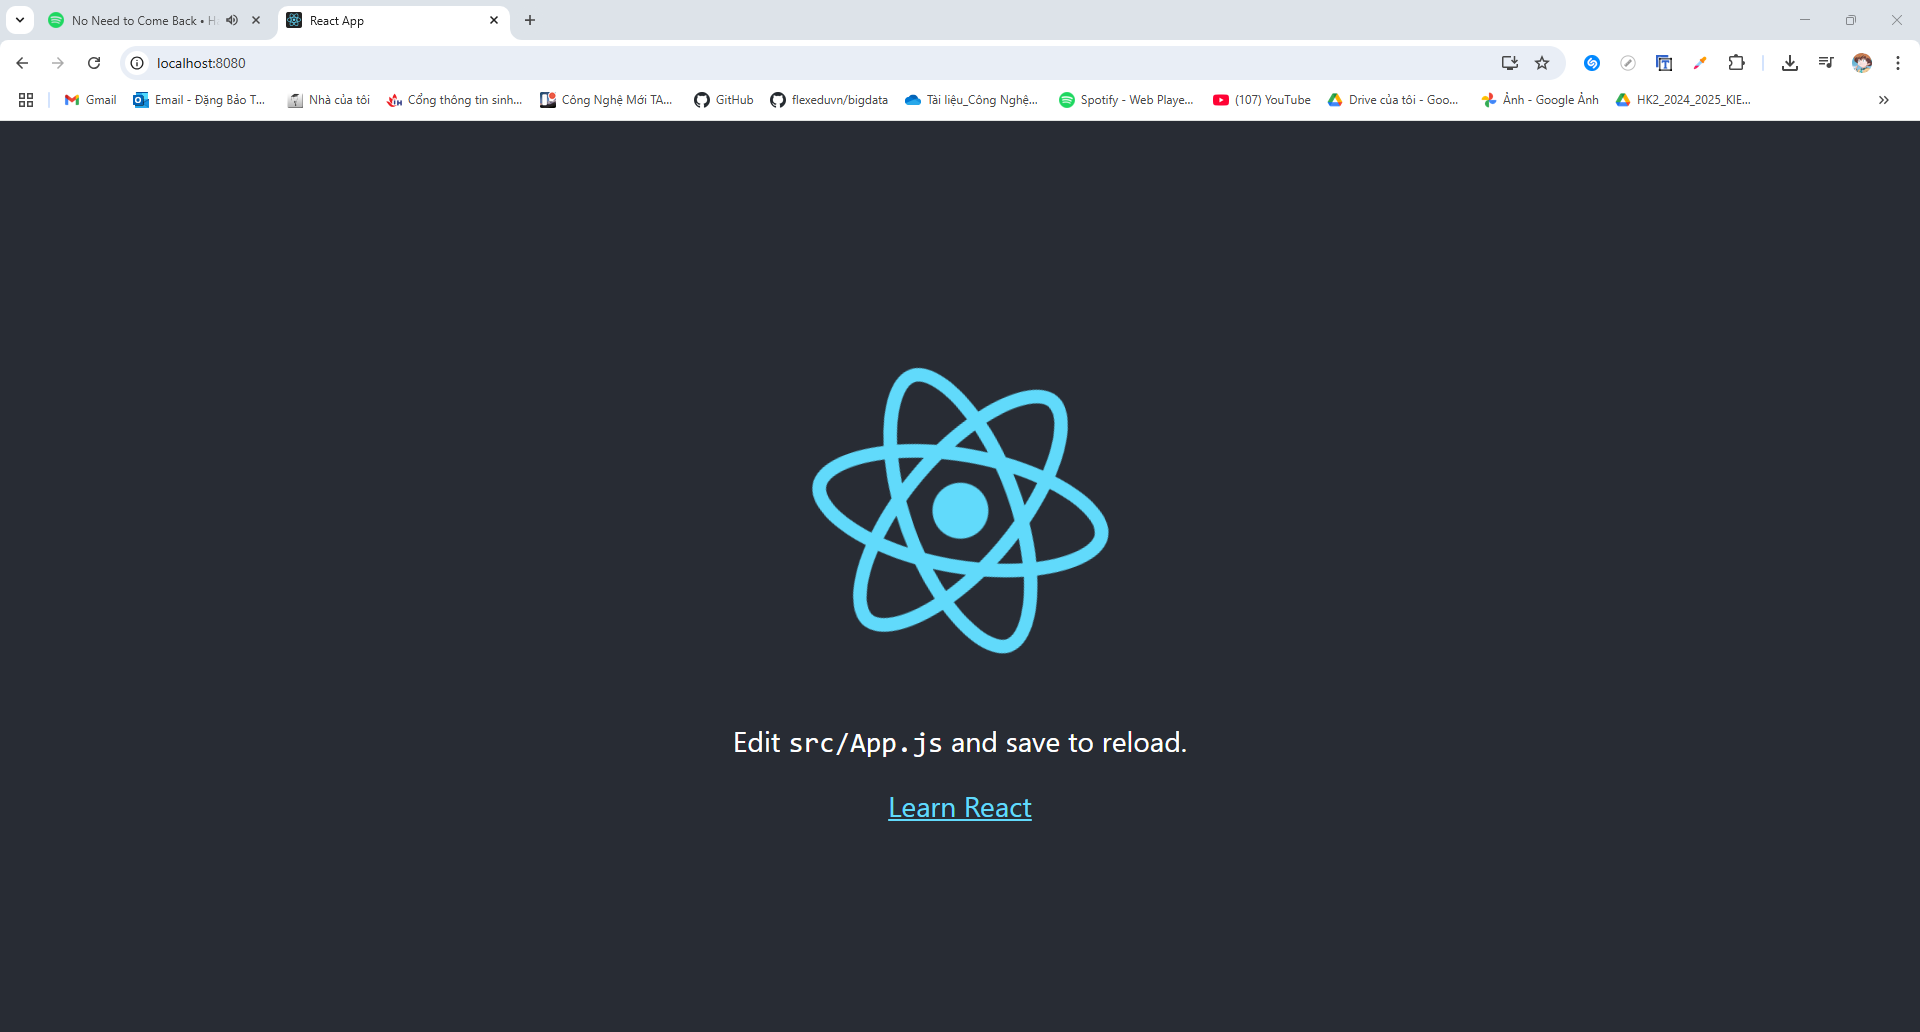 No Need to Come Back •
React App
localhost:8080
Gmail
Email - Đặng Bảo T...
Nhà của tôi
Cổng thông tin sinh...
Công Nghệ Mới TA...
GitHub
flexeduvn/bigdata
Tài liệu_Công Nghệ...
Spotify - Web Playe...
(107) YouTube
Drive của tôi - Goo...
Ảnh - Google Ảnh
HK2_2024_2025_KIE...
Edit src/App.js and save to reload.
Learn React